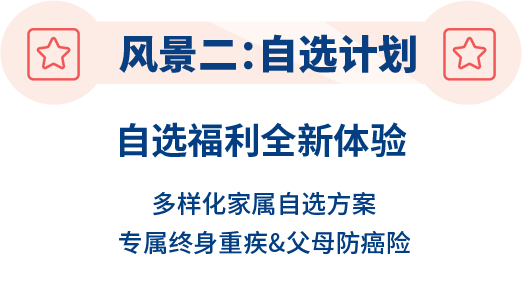 风景二：自选计划
自选福利全新体验
多样化家属自选方案
专属终身重疾&父母防癌险